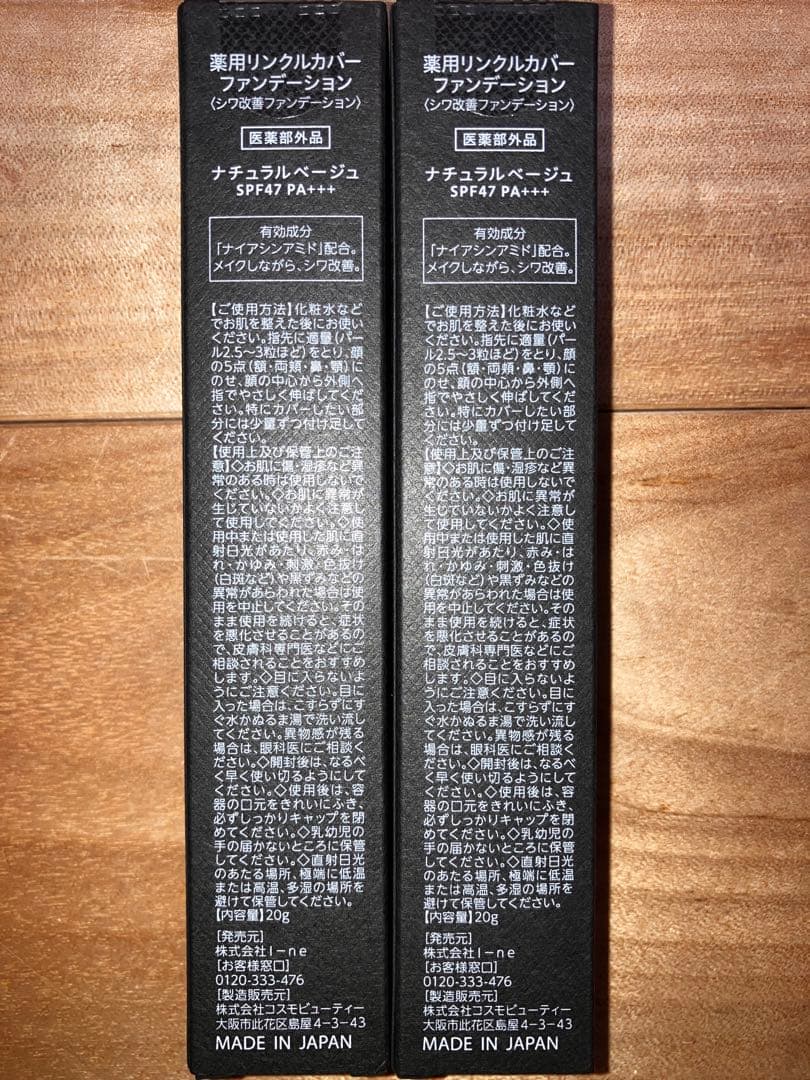 薬用リンクルカバー
ファンデーション
〈シワ改善ファンデーション〉
医薬部外品
ナチュラルベージュ
SPF47 PA+++
有効成分
「ナイアシンアミド」配合。
メイクしながら、シワ改善。
【ご使用方法】化粧水など
でお肌を整えた後にお使い
ください。指先に適量(パー
ル2.5〜3粒ほど)をとり、顔
の5点(額・両頬・鼻・顎)に
のせ、顔の中心から外側へ
指でやさしく伸ばしてくだ
さい。特にカバーしたい部
分には少量ずつ付け足して
ください。
【使用上及び保管上のご注
意】◇お肌に傷・湿疹など異
常のある時は使用しないで
ください。◇お肌に異常が
生じていないかよく注意し
て使用してください。◇使
用中または使用した肌に直
射日光があたり、赤み・は
れ・かゆみ・刺激・色抜け
(白斑など)や黒ずみなどの
異常があらわれた場合は使
用を中止してください。その
まま使用を続けると、症状
を悪化させることがあるの
で、皮膚科専門医などにご
相談されることをおすすめ
します。◇目に入らないよ
うにご注意ください。目に
入った場合は、こすらずにす
ぐ水かぬるま湯で洗い流し
てください。異物感が残る
場合は、眼科医にご相談く
ださい。◇開封後は、なるべ
く早く使い切るようにして
ください。◇使用後は、容
器の口元をきれいにふき、
必ずしっかりキャップを閉
めてください。◇乳幼児の
手の届かないところに保管
してください。◇直射日光
のあたる場所、極端に低温
または高温、多湿の場所を
避けて保管してください。
【内容量】20g
[発売元]
株式会社I-ne
[お客様窓口]
0120-333-476
[製造販売元]
株式会社コスモビューティー
大阪市此花区島屋4-3-43
MADE IN JAPAN
薬用リンクルカバー
ファンデーション
〈シワ改善ファンデーション〉
医薬部外品
ナチュラルベージュ
SPF47 PA+++
有効成分
「ナイアシンアミド」配合。
メイクしながら、シワ改善。
【ご使用方法】化粧水など
でお肌を整えた後にお使い
ください。指先に適量(パー
ル2.5〜3粒ほど)をとり、顔
の5点(額・両頬・鼻・顎)に
のせ、顔の中心から外側へ
指でやさしく伸ばしてくだ
さい。特にカバーしたい部
分には少量ずつ付け足して
ください。
【使用上及び保管上のご注
意】◇お肌に傷・湿疹など異
常のある時は使用しないで
ください。◇お肌に異常が
生じていないかよく注意し
て使用してください。◇使
用中または使用した肌に直
射日光があたり、赤み・は
れ・かゆみ・刺激・色抜け
(白斑など)や黒ずみなどの
異常があらわれた場合は使
用を中止してください。その
まま使用を続けると、症状
を悪化させることがあるの
で、皮膚科専門医などにご
相談されることをおすすめ
します。◇目に入らないよ
うにご注意ください。目に
入った場合は、こすらずにす
ぐ水かぬるま湯で洗い流し
てください。異物感が残る
場合は、眼科医にご相談く
ださい。◇開封後は、なるべ
く早く使い切るようにして
ください。◇使用後は、容
器の口元をきれいにふき、
必ずしっかりキャップを閉
めてください。◇乳幼児の
手の届かないところに保管
してください。◇直射日光
のあたる場所、極端に低温
または高温、多湿の場所を
避けて保管してください。
【内容量】20g
[発売元]
株式会社I-ne
[お客様窓口]
0120-333-476
[製造販売元]
株式会社コスモビューティー
大阪市此花区島屋4-3-43
MADE IN JAPAN